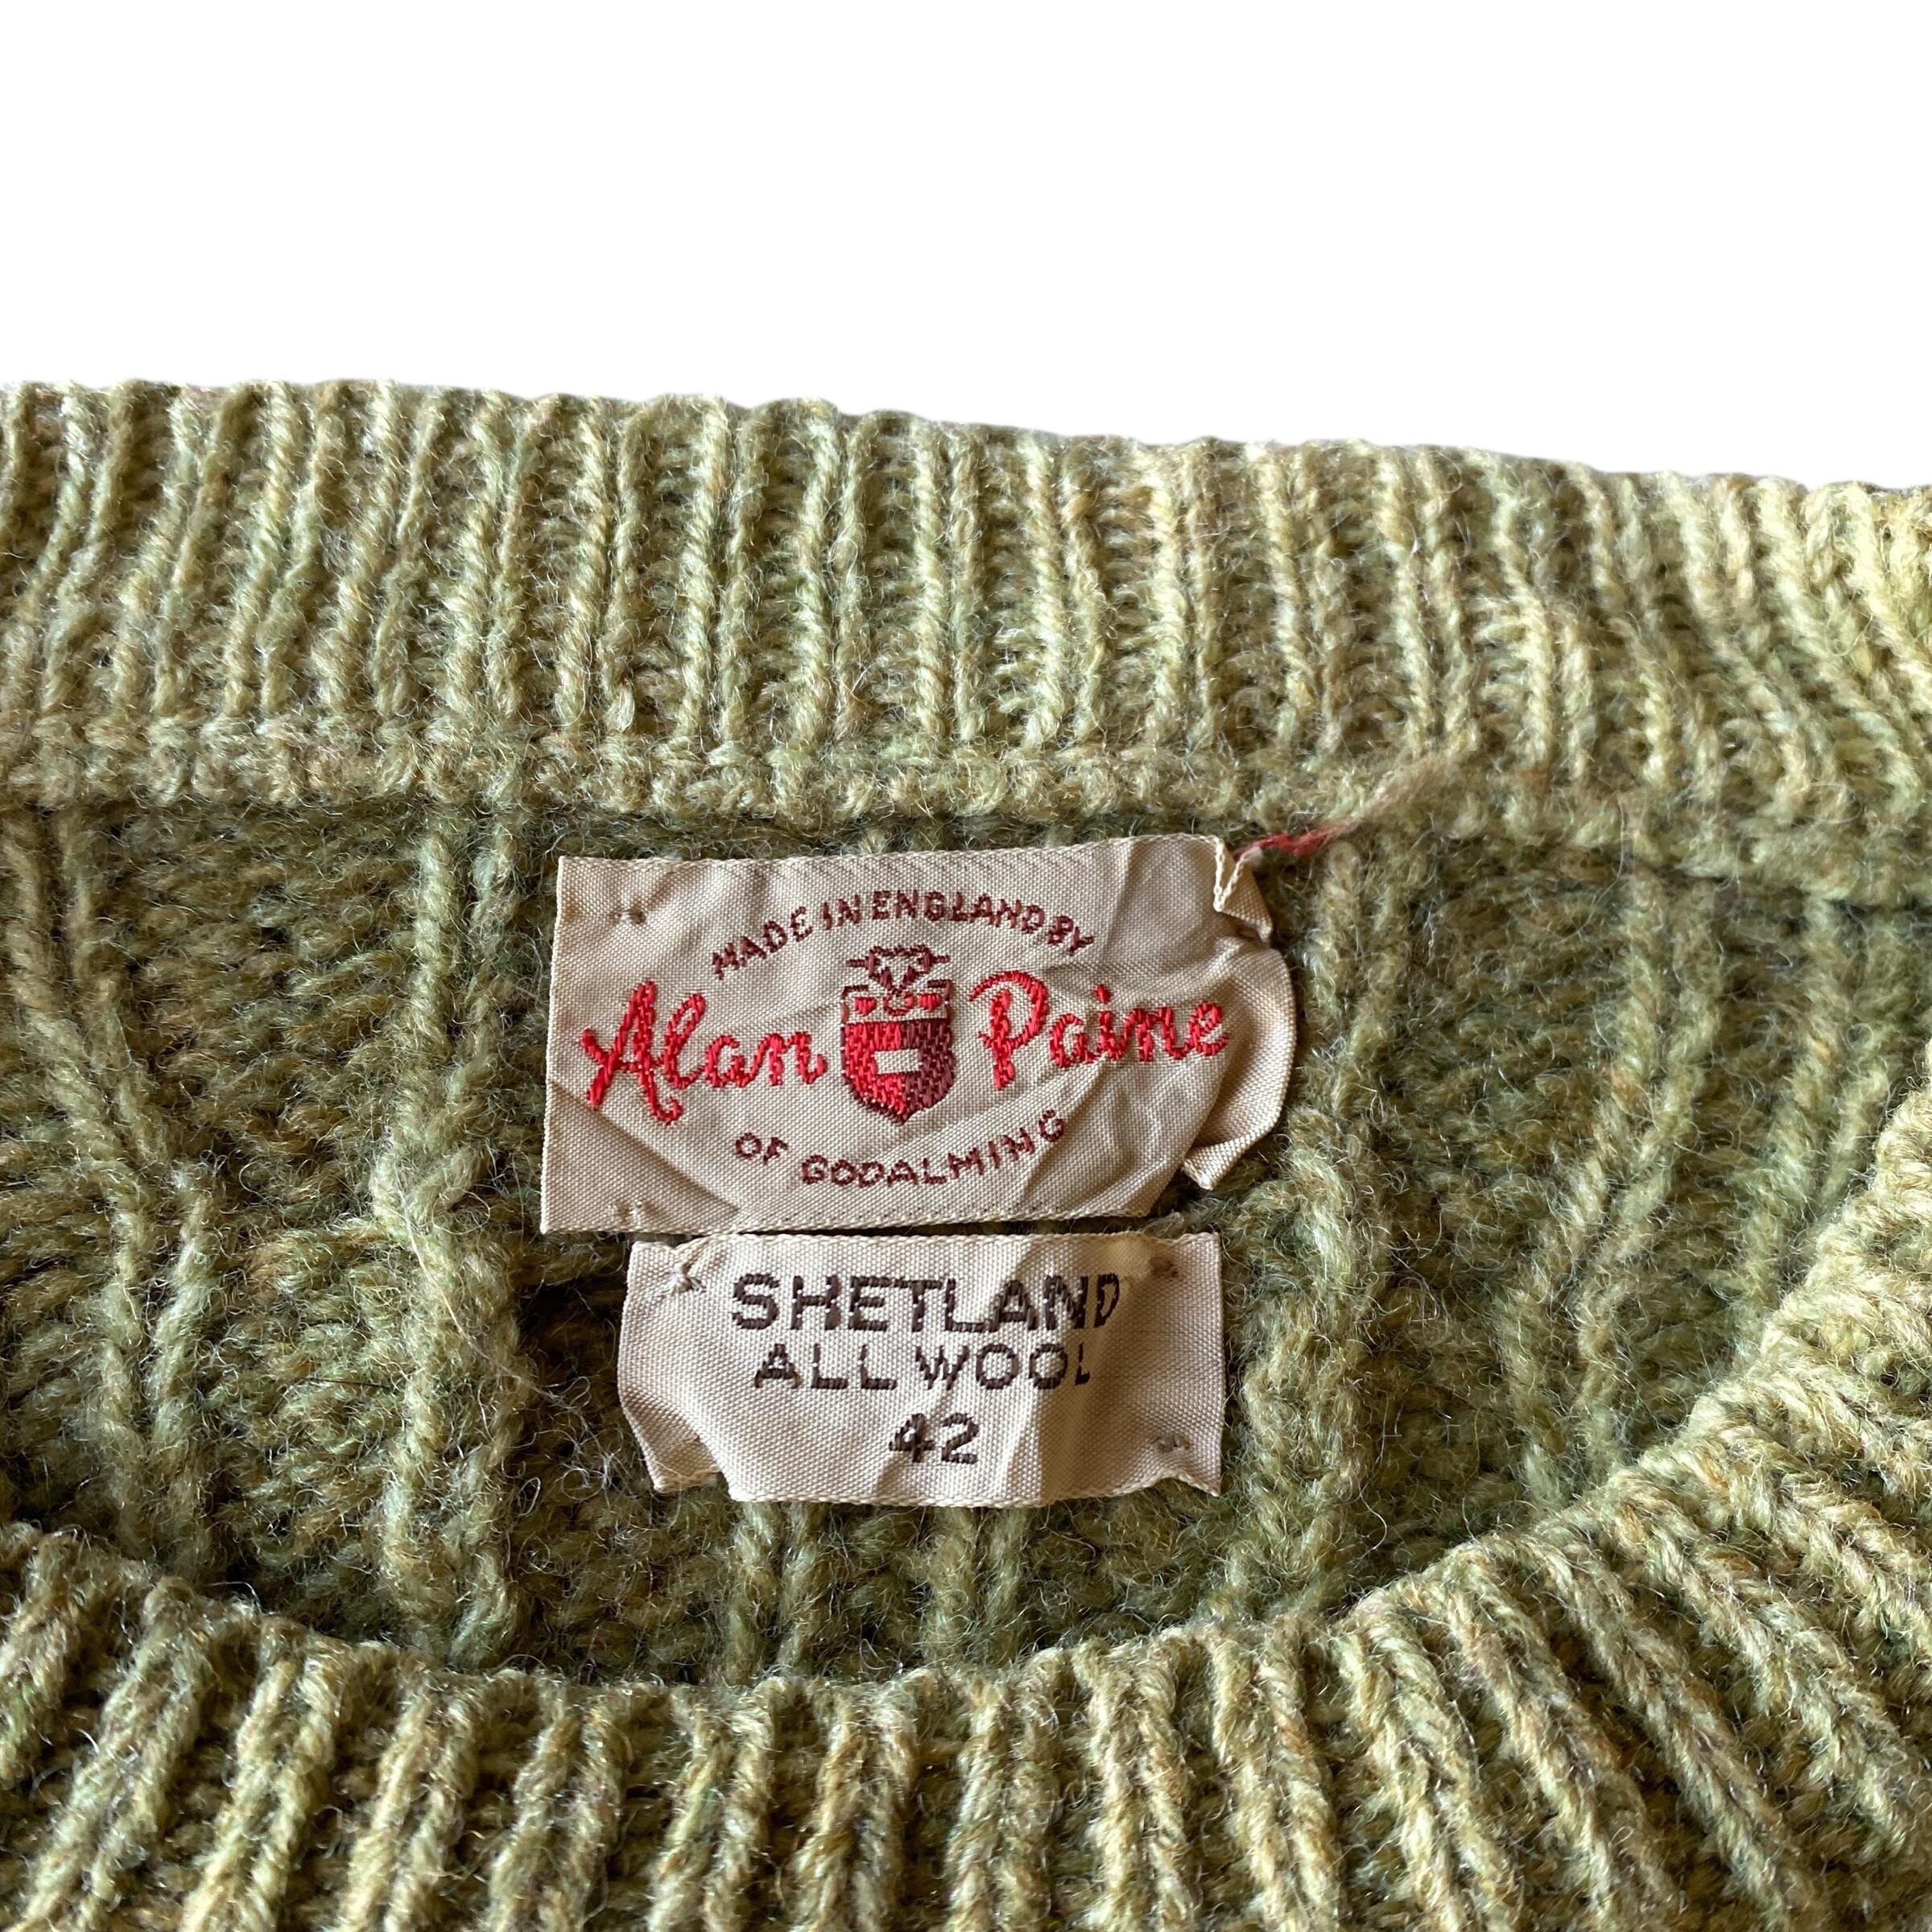 MADE IN ENGLAND BY
Alan Paine
OF GODALMING
SHETLAND
ALL WOOL
42